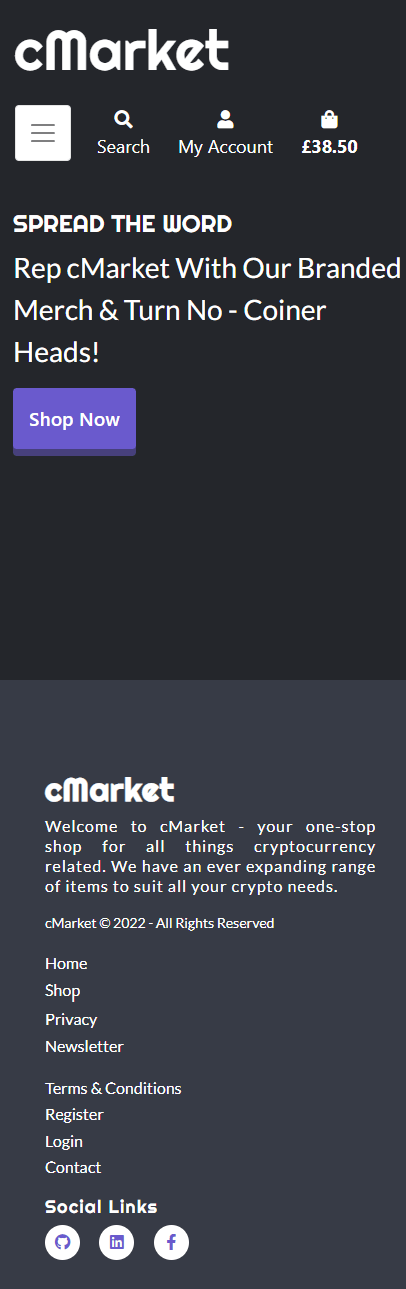 cMarket
Search My Account £38.50
SPREAD THE WORD
Rep cMarket With Our Branded
Merch & Turn No - Coiner
Heads!
Shop Now
cMarket
Welcome to cMarket - your one-stop
shop for all things cryptocurrency
related. We have an ever expanding range
of items to suit all your crypto needs.
cMarket © 2022 - All Rights Reserved
Home
Shop
Privacy
Newsletter
Terms & Conditions
Register
Login
Contact
Social Links